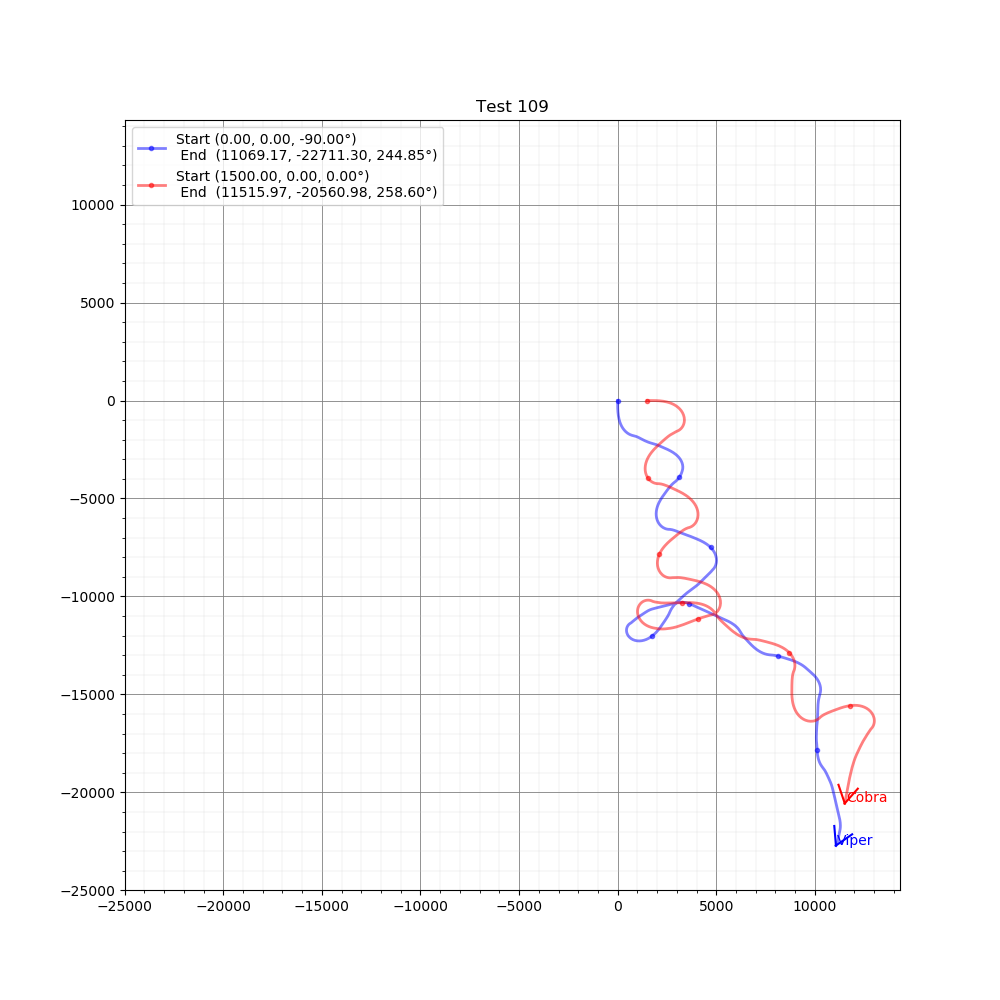 Test 109
Start (0.00, 0.00, -90.00°)
End (11069.17, -22711.30, 244.85°)
Start (1500.00, 0.00, 0.00°)
End (11515.97, -20560.98, 258.60°)
10000
5000
0
−5000
−10000
−15000
−20000
−25000
Cobra
Viper
−25000 −20000 −15000 −10000 −5000 0 5000 10000